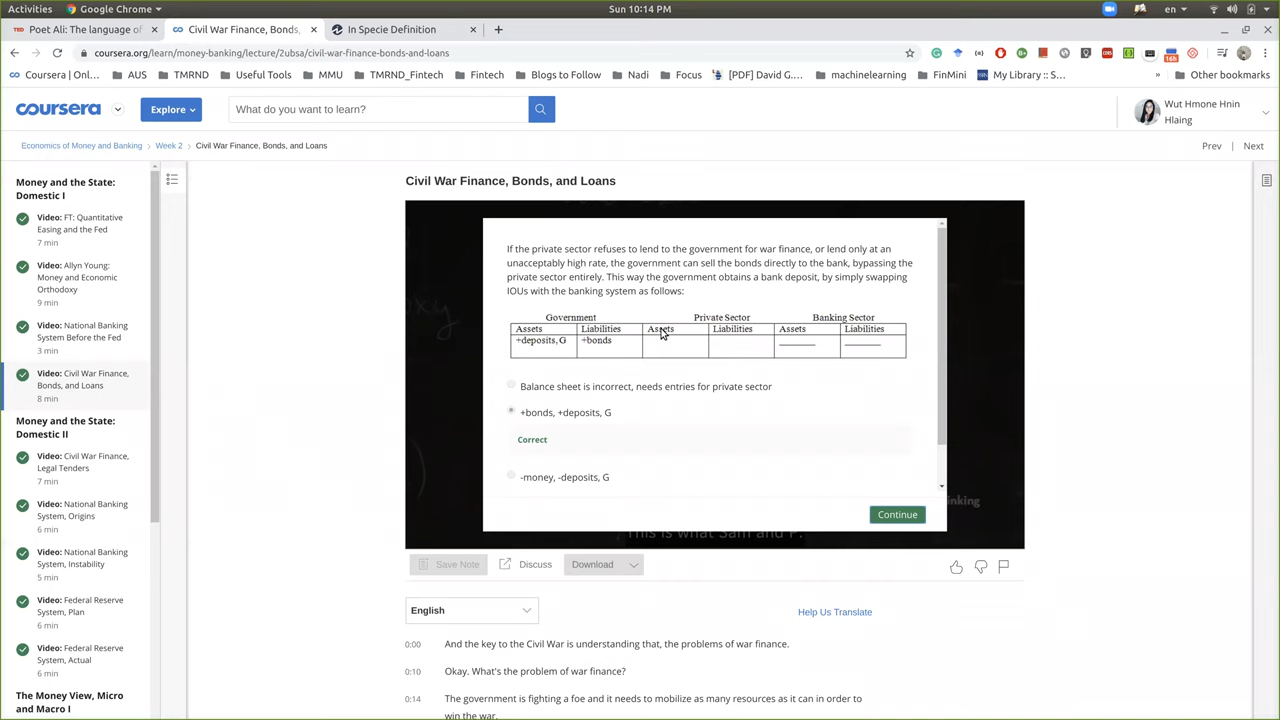 Activities
Google Chrome
Sun 10:14 PM
en
Poet Ali: The language of
Civil War Finance, Bonds,
In Specie Definition
coursera.org/learn/money-banking/lecture/2ubsa/civil-war-finance-bonds-and-loans
Coursera | Onl...
AUS
TMRND
Useful Tools
MMU
TMRND_Fintech
Fintech
Blogs to Follow
Nadi
Focus
[PDF] David G....
machinelearning
FinMini
My Library :: S...
»
Other bookmarks
coursera
Explore
What do you want to learn?
Wut Hmone Hnin
Hlaing
Economics of Money and Banking > Week 2 > Civil War Finance, Bonds, and Loans
Prev | Next
Money and the State:
Domestic I
Video: FT: Quantitative
Easing and the Fed
7 min
Video: Allyn Young:
Money and Economic
Orthodoxy
9 min
Video: National Banking
System Before the Fed
3 min
Video: Civil War Finance,
Bonds, and Loans
8 min
Money and the State:
Domestic II
Video: Civil War Finance,
Legal Tenders
7 min
Video: National Banking
System, Origins
6 min
Video: National Banking
System, Instability
5 min
Video: Federal Reserve
System, Plan
6 min
Video: Federal Reserve
System, Actual
6 min
The Money View, Micro
and Macro I
Civil War Finance, Bonds, and Loans
If the private sector refuses to lend to the government for war finance, or lend only at an
unacceptably high rate, the government can sell the bonds directly to the bank, bypassing the
private sector entirely. This way the government obtains a bank deposit, by simply swapping
IOUs with the banking system as follows:
Government Private Sector Banking Sector
Assets Liabilities Assets Liabilities Assets Liabilities
+deposits, G +bonds
Balance sheet is incorrect, needs entries for private sector
+bonds, +deposits, G
Correct
-money, -deposits, G
Continue
This is what Sam and P.
Save Note
Discuss
Download
English
Help Us Translate
0:00 And the key to the Civil War is understanding that, the problems of war finance.
0:10 Okay. What's the problem of war finance?
0:14 The government is fighting a foe and it needs to mobilize as many resources as it can in order to
win the war.